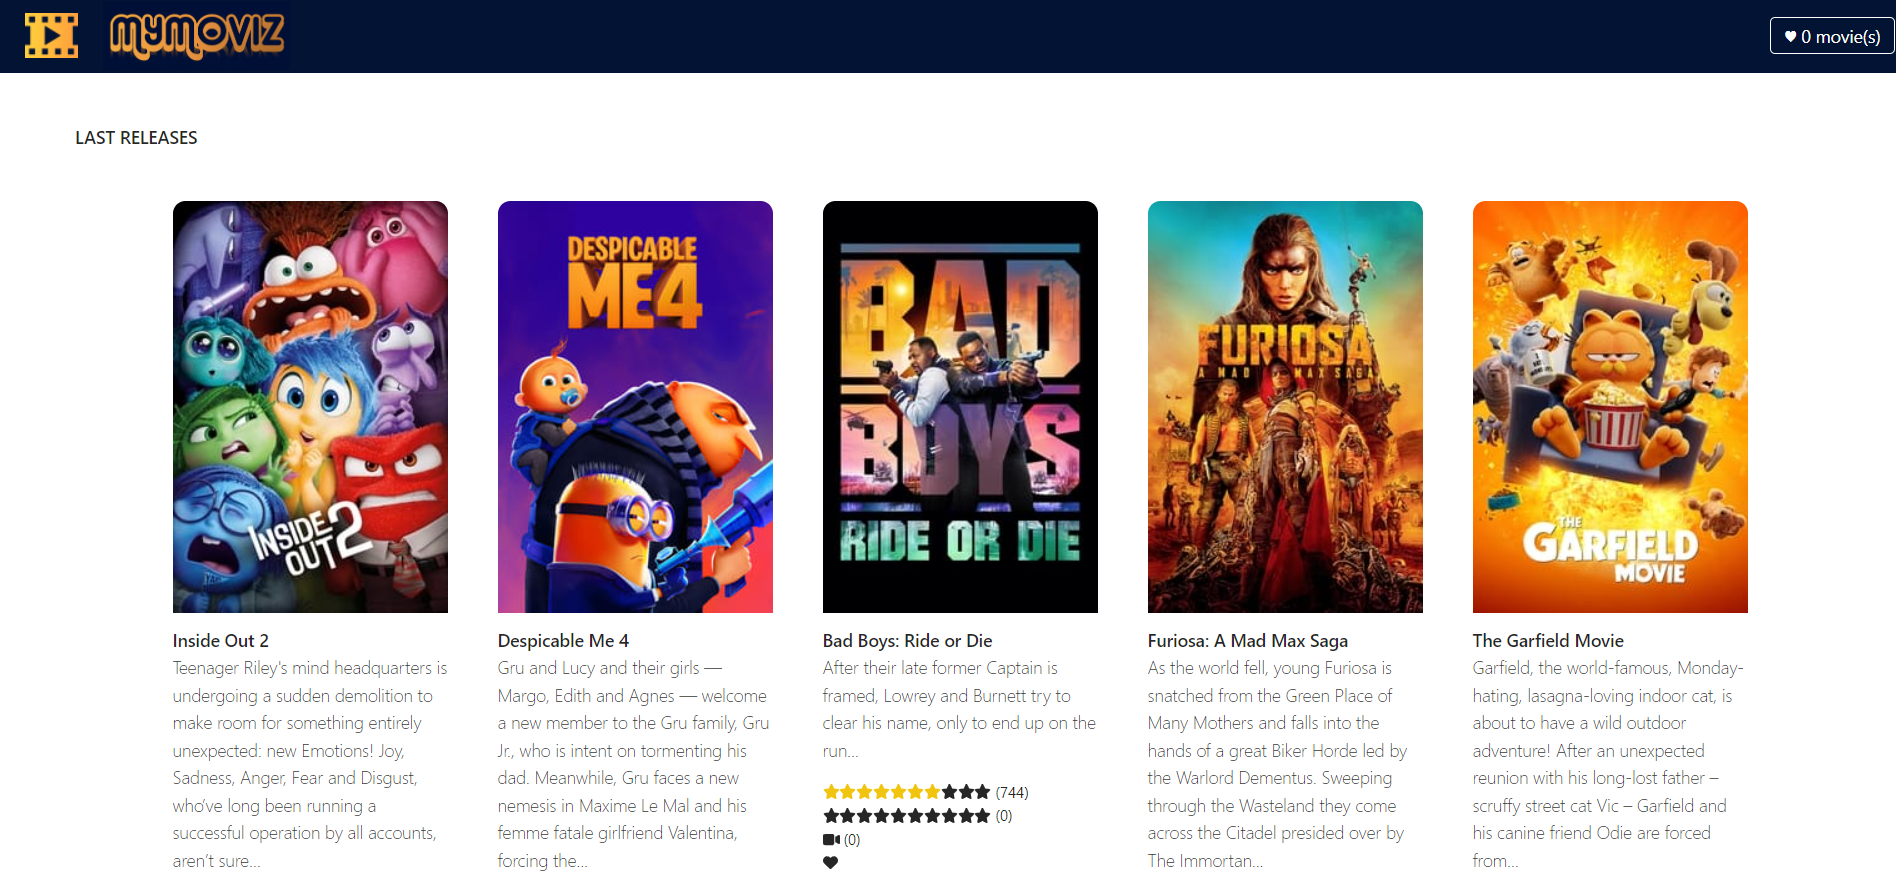 MYMOVIZ
0 movie(s)
LAST RELEASES
INSIDE
OUT 2
DESPICABLE
ME4
BAD
BOYS
RIDE OR DIE
FURIOSA
A MAD MAX SAGA
THE
GARFIELD
MOVIE
Inside Out 2
Teenager Riley's mind headquarters is
undergoing a sudden demolition to
make room for something entirely
unexpected: new Emotions! Joy,
Sadness, Anger, Fear and Disgust,
who've long been running a
successful operation by all accounts,
aren't sure...
Despicable Me 4
Gru and Lucy and their girls —
Margo, Edith and Agnes — welcome
a new member to the Gru family, Gru
Jr., who is intent on tormenting his
dad. Meanwhile, Gru faces a new
nemesis in Maxime Le Mal and his
femme fatale girlfriend Valentina,
forcing the...
Bad Boys: Ride or Die
After their late former Captain is
framed, Lowrey and Burnett try to
clear his name, only to end up on the
run...
(744)
(0)
(0)
Furiosa: A Mad Max Saga
As the world fell, young Furiosa is
snatched from the Green Place of
Many Mothers and falls into the
hands of a great Biker Horde led by
the Warlord Dementus. Sweeping
through the Wasteland they come
across the Citadel presided over by
The Immortan...
The Garfield Movie
Garfield, the world-famous, Monday-
hating, lasagna-loving indoor cat, is
about to have a wild outdoor
adventure! After an unexpected
reunion with his long-lost father –
scruffy street cat Vic – Garfield and
his canine friend Odie are forced
from...